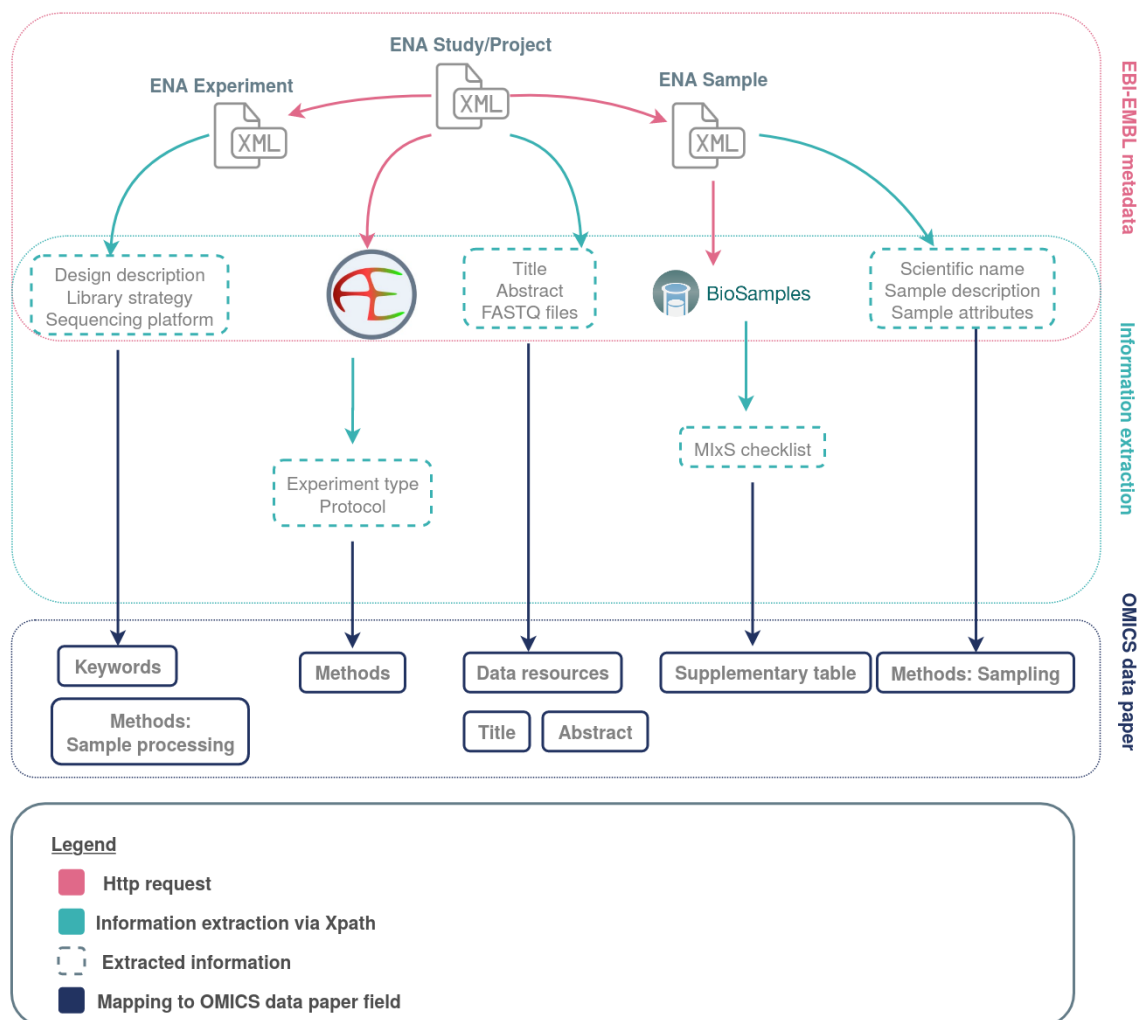 ENA Study/Project
ENA Experiment
ENA Sample
XML
XML
XML
EBI-EMBL metadata
Design description
Library strategy
Sequencing platform
Title
Abstract
FASTQ files
BioSamples
Scientific name
Sample description
Sample attributes
Information extraction
MIxS checklist
Experiment type
Protocol
OMICS data paper
Keywords
Methods:
Sample processing
Methods
Data resources
Title
Abstract
Supplementary table
Methods: Sampling
Legend
Http request
Information extraction via Xpath
Extracted information
Mapping to OMICS data paper field